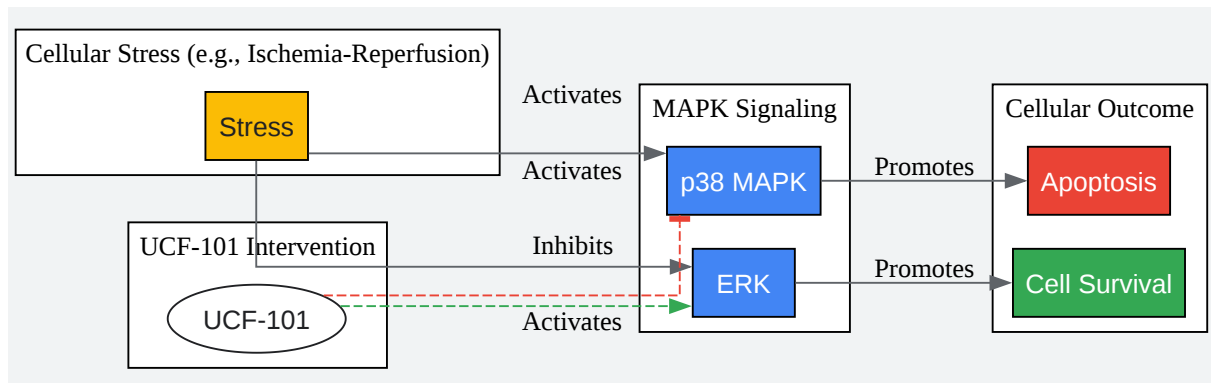 Cellular Stress (e.g., Ischemia-Reperfusion)
Stress
Activates
Activates
MAPK Signaling
p38 MAPK
Promotes
Cellular Outcome
Apoptosis
UCF-101 Intervention
Inhibits
UCF-101
Activates
ERK
Promotes
Cell Survival